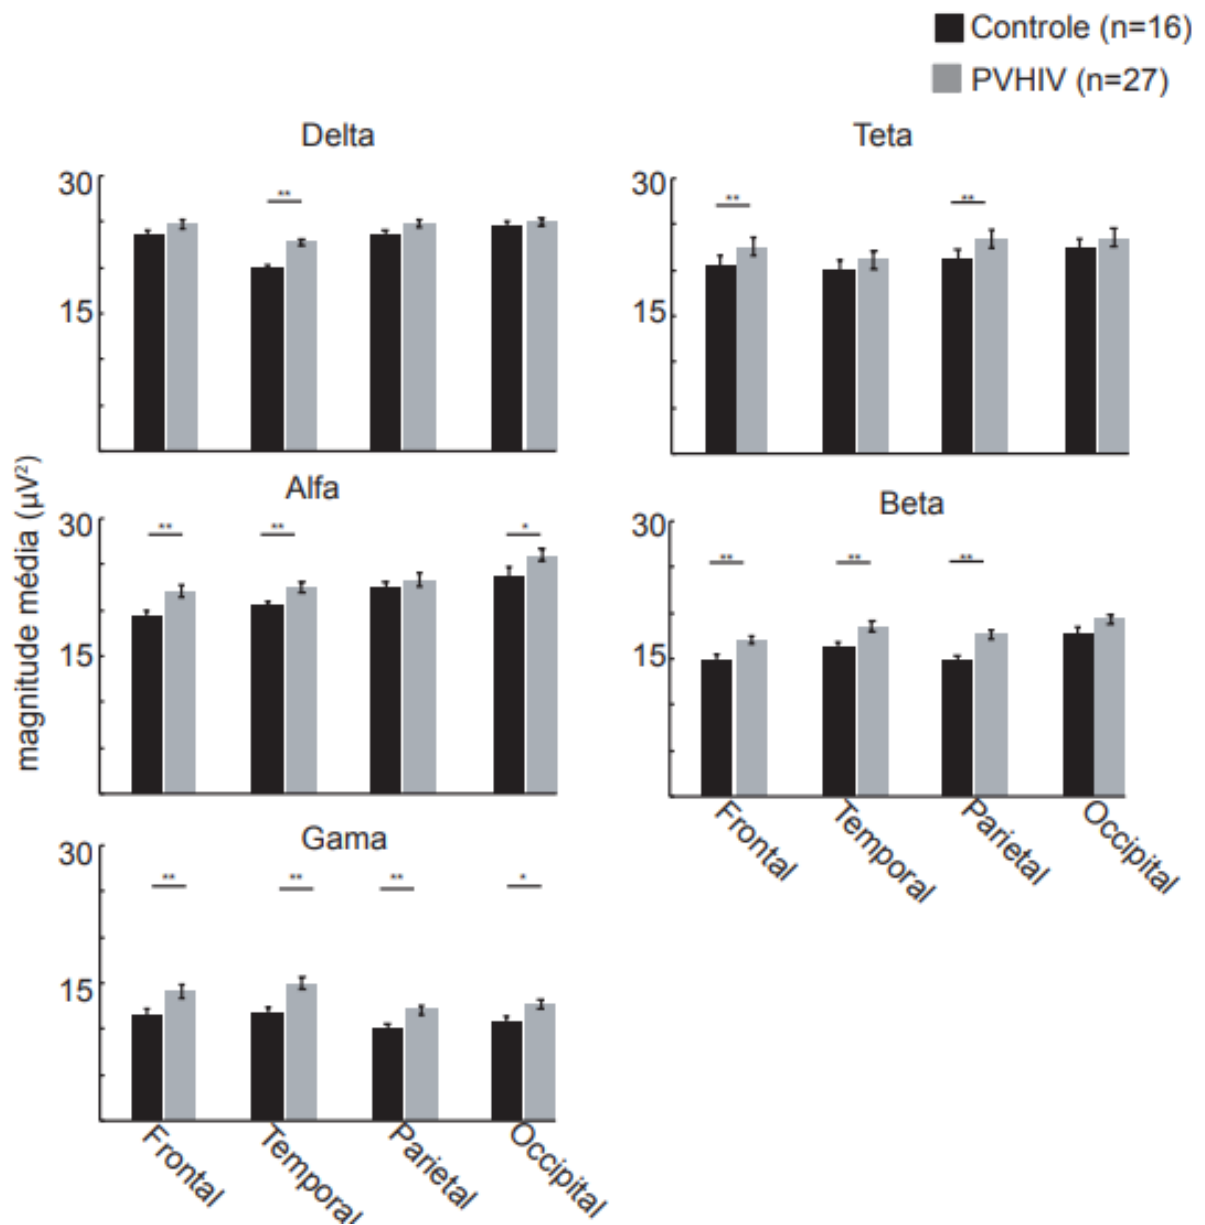 Controle (n=16)
PVHIV (n=27)
Delta
30
15
**
Teta
30
15
**
**
magnitude média (µV²)
Alfa
30
15
**
**
*
Beta
30
15
**
**
**
Frontal
Temporal
Parietal
Occipital
Gama
30
15
**
**
**
*
Frontal
Temporal
Parietal
Occipital